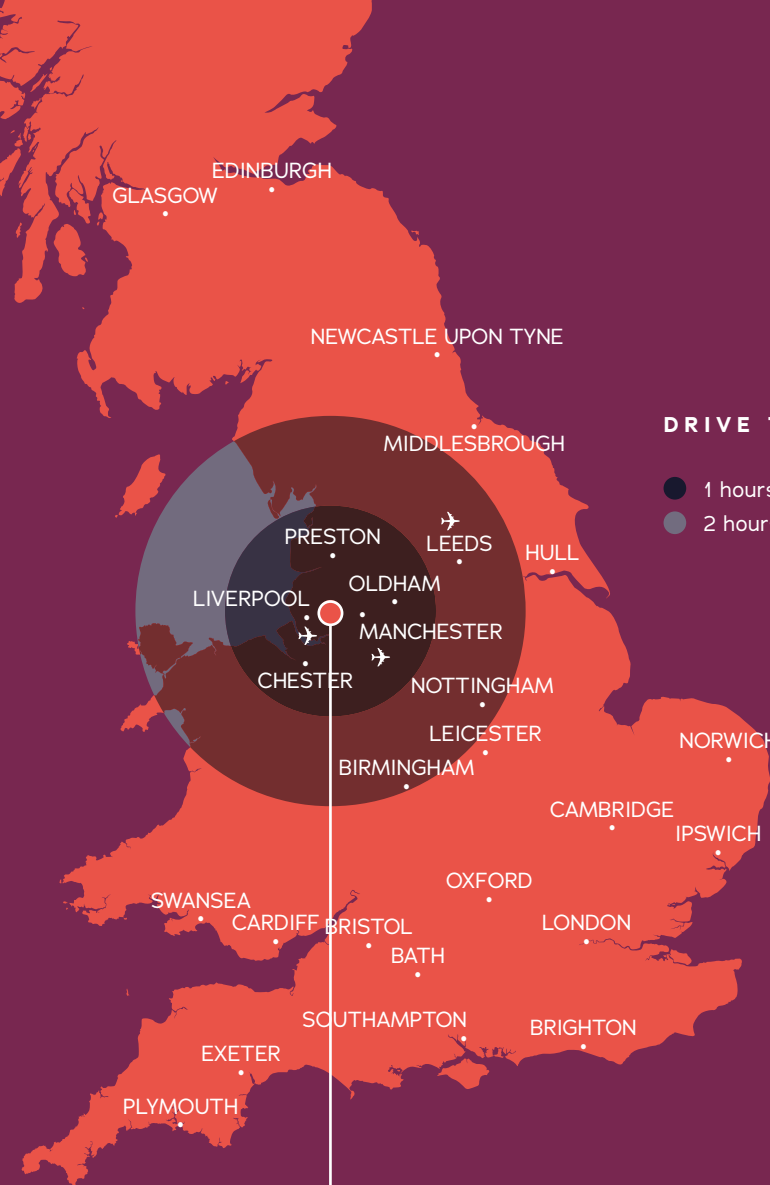 EDINBURGH
GLASGOW
NEWCASTLE UPON TYNE
DRIVE
MIDDLESBROUGH
1 hours
2 hour
PRESTON
LEEDS
HULL
OLDHAM
LIVERPOOL
MANCHESTER
CHESTER
NOTTINGHAM
LEICESTER
NORWICH
BIRMINGHAM
CAMBRIDGE
IPSWICH
OXFORD
SWANSEA
CARDIFF
BRISTOL
LONDON
BATH
SOUTHAMPTON
BRIGHTON
EXETER
PLYMOUTH